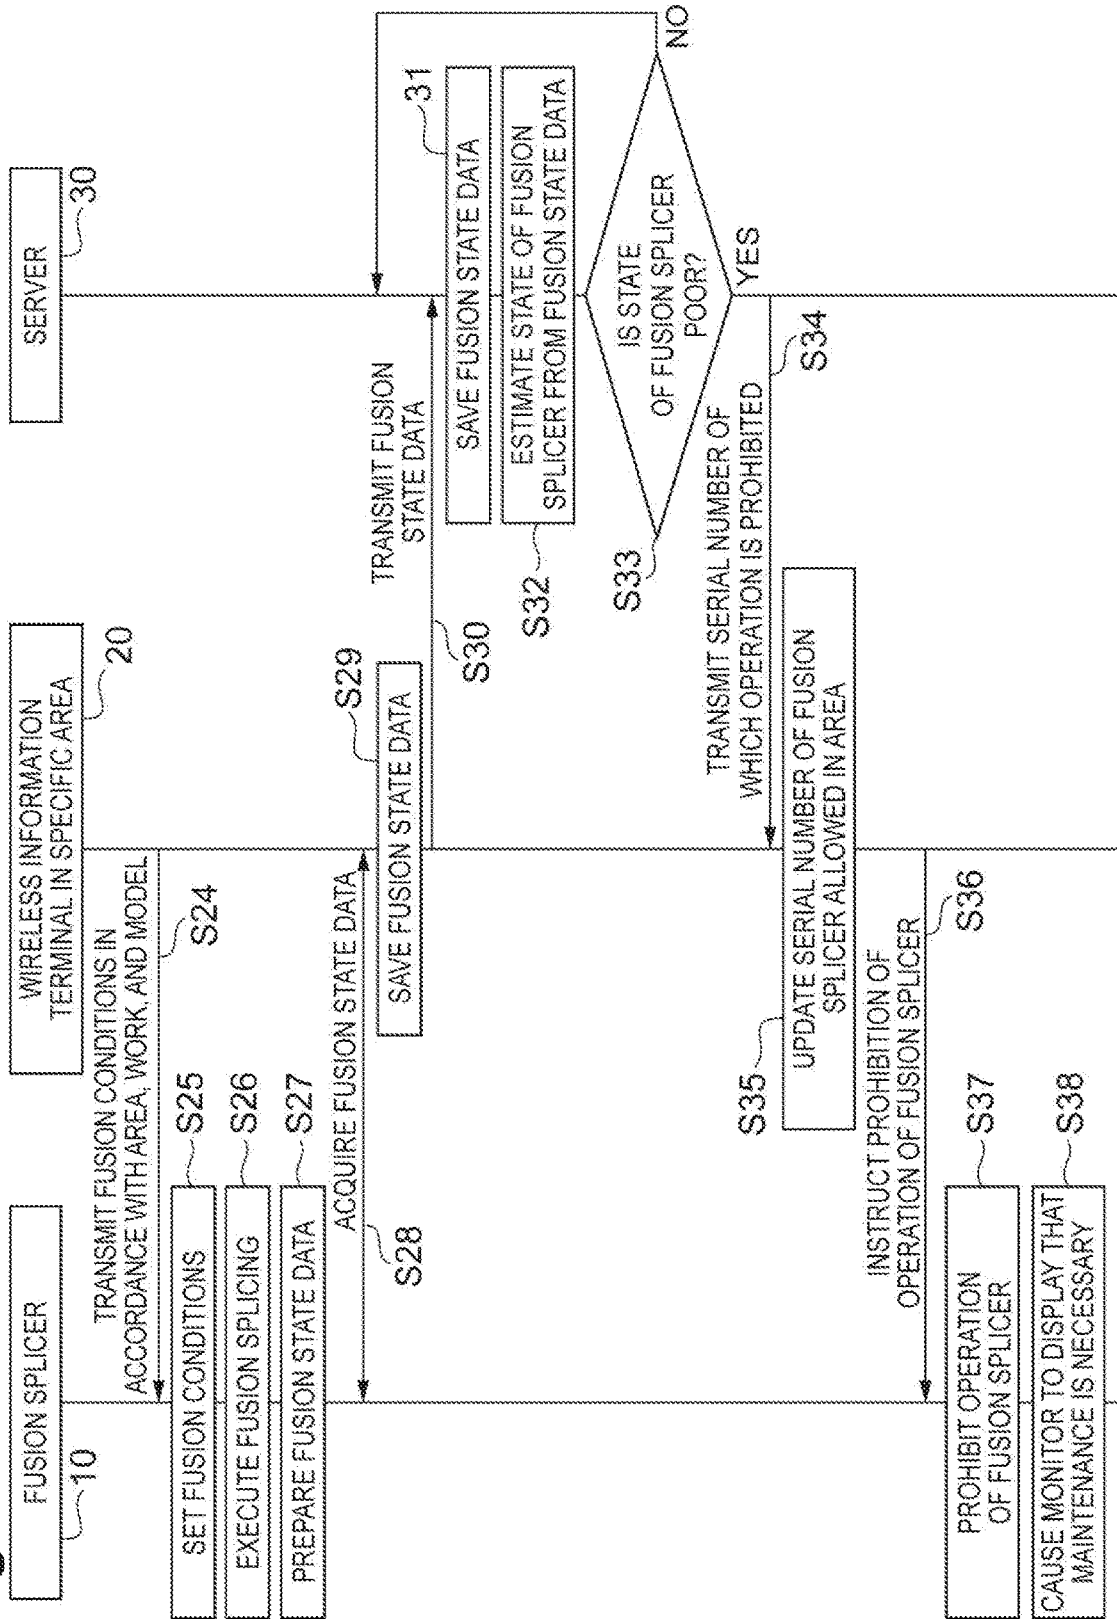 FUSION SPLICER
10
WIRELESS INFORMATION
TERMINAL IN SPECIFIC AREA
20
SERVER
30
TRANSMIT FUSION CONDITIONS IN
ACCORDANCE WITH AREA, WORK, AND MODEL
S24
SET FUSION CONDITIONS
S25
EXECUTE FUSION SPLICING
S26
PREPARE FUSION STATE DATA
S27
ACQUIRE FUSION STATE DATA
S28
SAVE FUSION STATE DATA
S29
TRANSMIT FUSION
STATE DATA
S30
SAVE FUSION STATE DATA
31
ESTIMATE STATE OF FUSION
SPLICER FROM FUSION STATE DATA
S32
IS STATE
OF FUSION SPLICER
POOR?
S33
NO
YES
TRANSMIT SERIAL NUMBER OF
WHICH OPERATION IS PROHIBITED
S34
UPDATE SERIAL NUMBER OF FUSION
SPLICER ALLOWED IN AREA
S35
INSTRUCT PROHIBITION OF
OPERATION OF FUSION SPLICER
S36
PROHIBIT OPERATION
OF FUSION SPLICER
S37
CAUSE MONITOR TO DISPLAY THAT
MAINTENANCE IS NECESSARY
S38